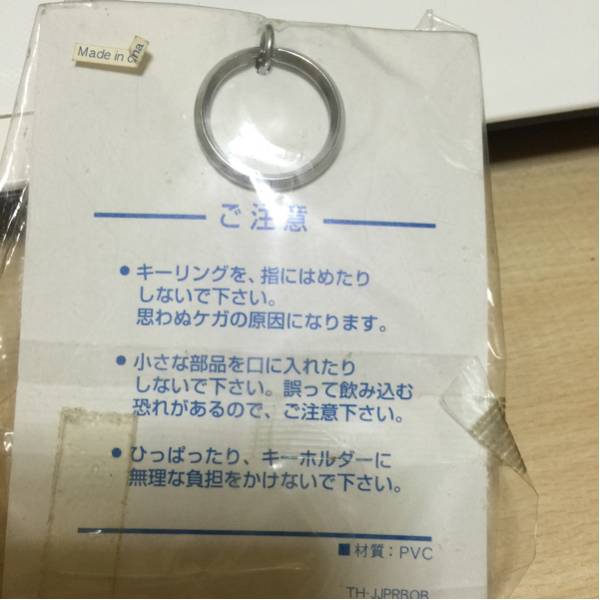 Made in
ご注意
● キーリングを、指にはめたり
しないで下さい。
思わぬケガの原因になります。
● 小さな部品を口に入れたり
しないで下さい。誤って飲み込む
恐れがあるので、ご注意下さい。
● ひっぱったり、キーホルダーに
無理な負担をかけないで下さい。
■材質：PVC